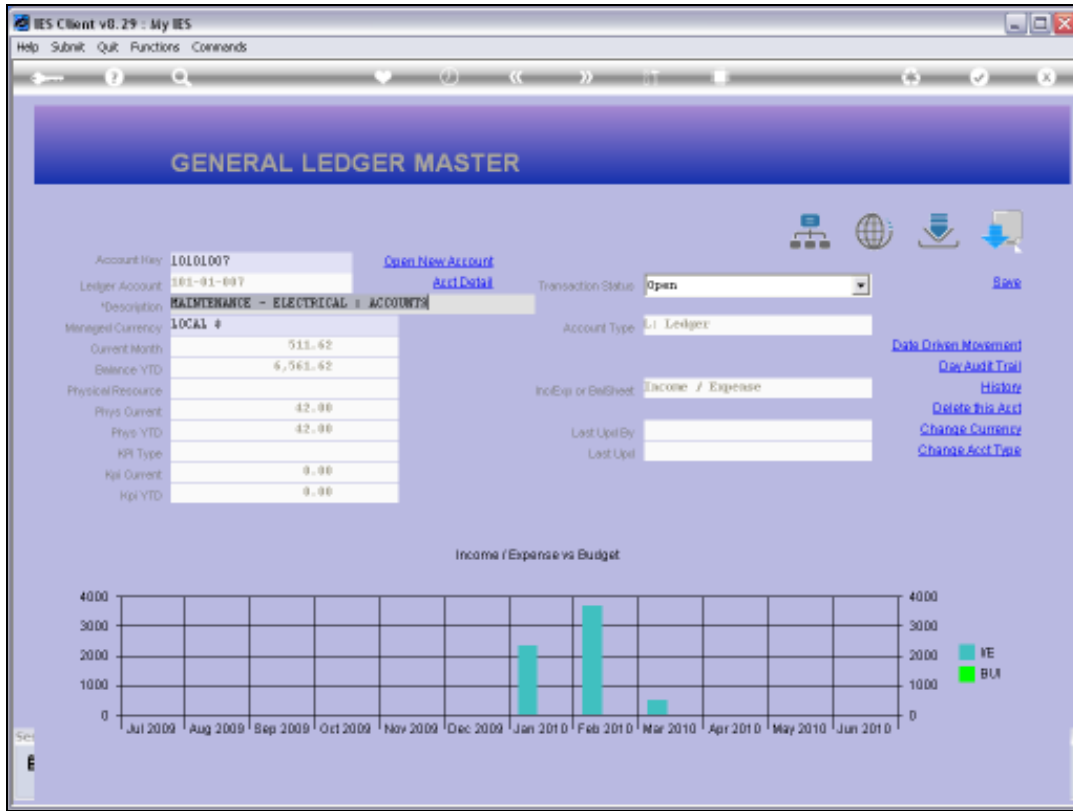 IES Client v8.29 : My IES
Help Submit Quit Functions Commands
GENERAL LEDGER MASTER
Account Key 10101007 Open New Account
Ledger Account 101-01-007 Acct Detail Transaction Status Open Save
*Description MAINTENANCE - ELECTRICAL : ACCOUNTS
Managed Currency LOCAL # Account Type L: Ledger
Current Month 511.62 Date Driven Movement
Balance YTD 6,561.62 Day Audit Trail
Physical Resource Inc/Exp or BalSheet Income / Expense History
Phys Current 42.00 Delete this Acct
Phys YTD 42.00 Last Upd By Change Currency
KPI Type Last Upd Change Acct Type
Kpi Current 0.00
Kpi YTD 0.00
Income / Expense vs Budget
4000 4000
3000 3000
2000 2000 I/E
1000 1000 BUI
0 0
Jul 2009 Aug 2009 Sep 2009 Oct 2009 Nov 2009 Dec 2009 Jan 2010 Feb 2010 Mar 2010 Apr 2010 May 2010 Jun 2010